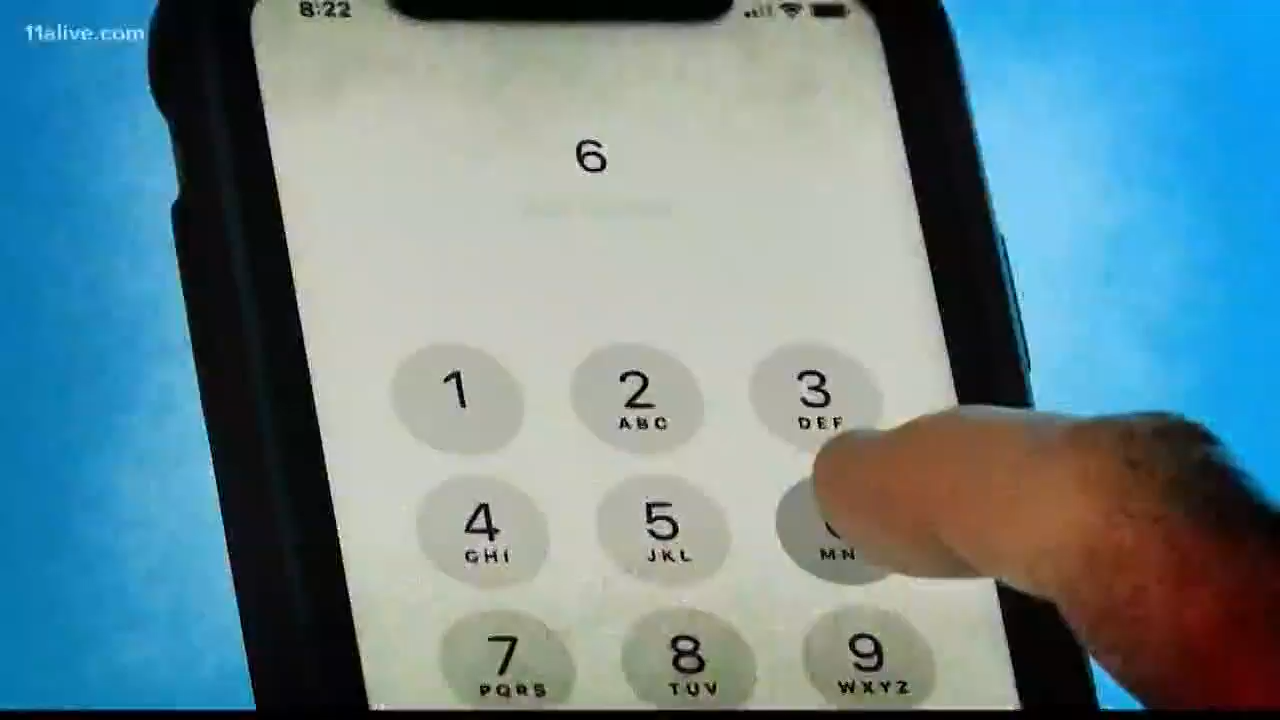 11alive.com
8:22
6
1 2 3
ABC DEF
4 5
GHI JKL MN
7 8 9
PQRS TUV WXYZ